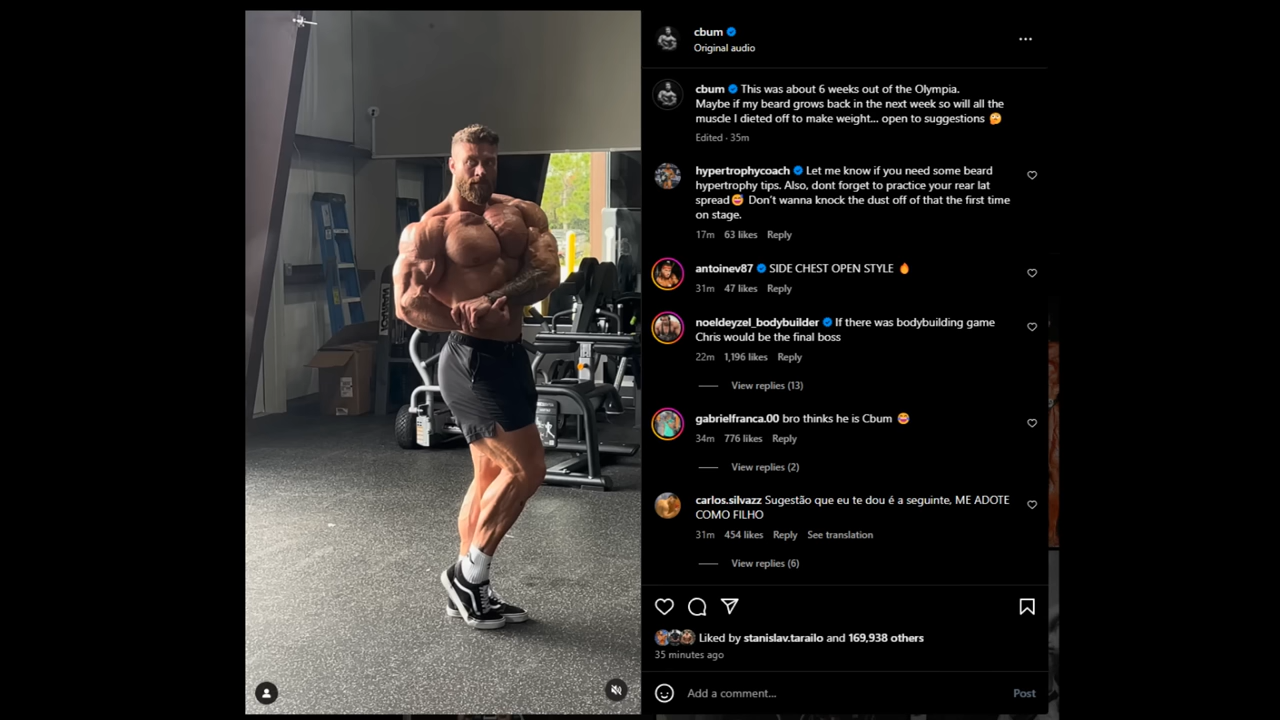 cbum
Original audio
cbum This was about 6 weeks out of the Olympia.
Maybe if my beard grows back in the next week so will all the
muscle I dieted off to make weight... open to suggestions 🫣
Edited · 35m
hypertrophycoach Let me know if you need some beard
hypertrophy tips. Also, dont forget to practice your rear lat
spread😅 Don't wanna knock the dust off of that the first time
on stage.
17m 63 likes Reply
antoinev87 SIDE CHEST OPEN STYLE 🔥
31m 47 likes Reply
noeldeyzel_bodybuilder If there was bodybuilding game
Chris would be the final boss
22m 1,196 likes Reply
View replies (13)
gabrielfranca.00 bro thinks he is Cbum 😂
34m 776 likes Reply
View replies (2)
carlos.silvazz Sugestão que eu te dou é a seguinte, ME ADOTE
COMO FILHO
31m 454 likes Reply See translation
View replies (6)
Liked by stanislav.tarailo and 169,938 others
35 minutes ago
Add a comment... Post